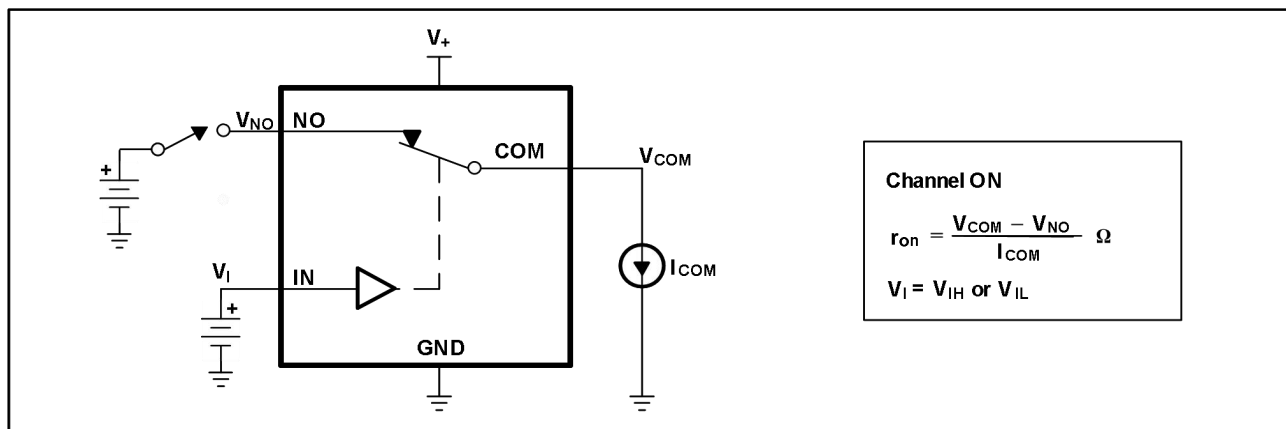 V+
VNO NO
+
COM
VCOM
VI IN
+
ICOM
GND
Channel ON
ron = VCOM – VNO / ICOM Ω
VI = VIH or VIL